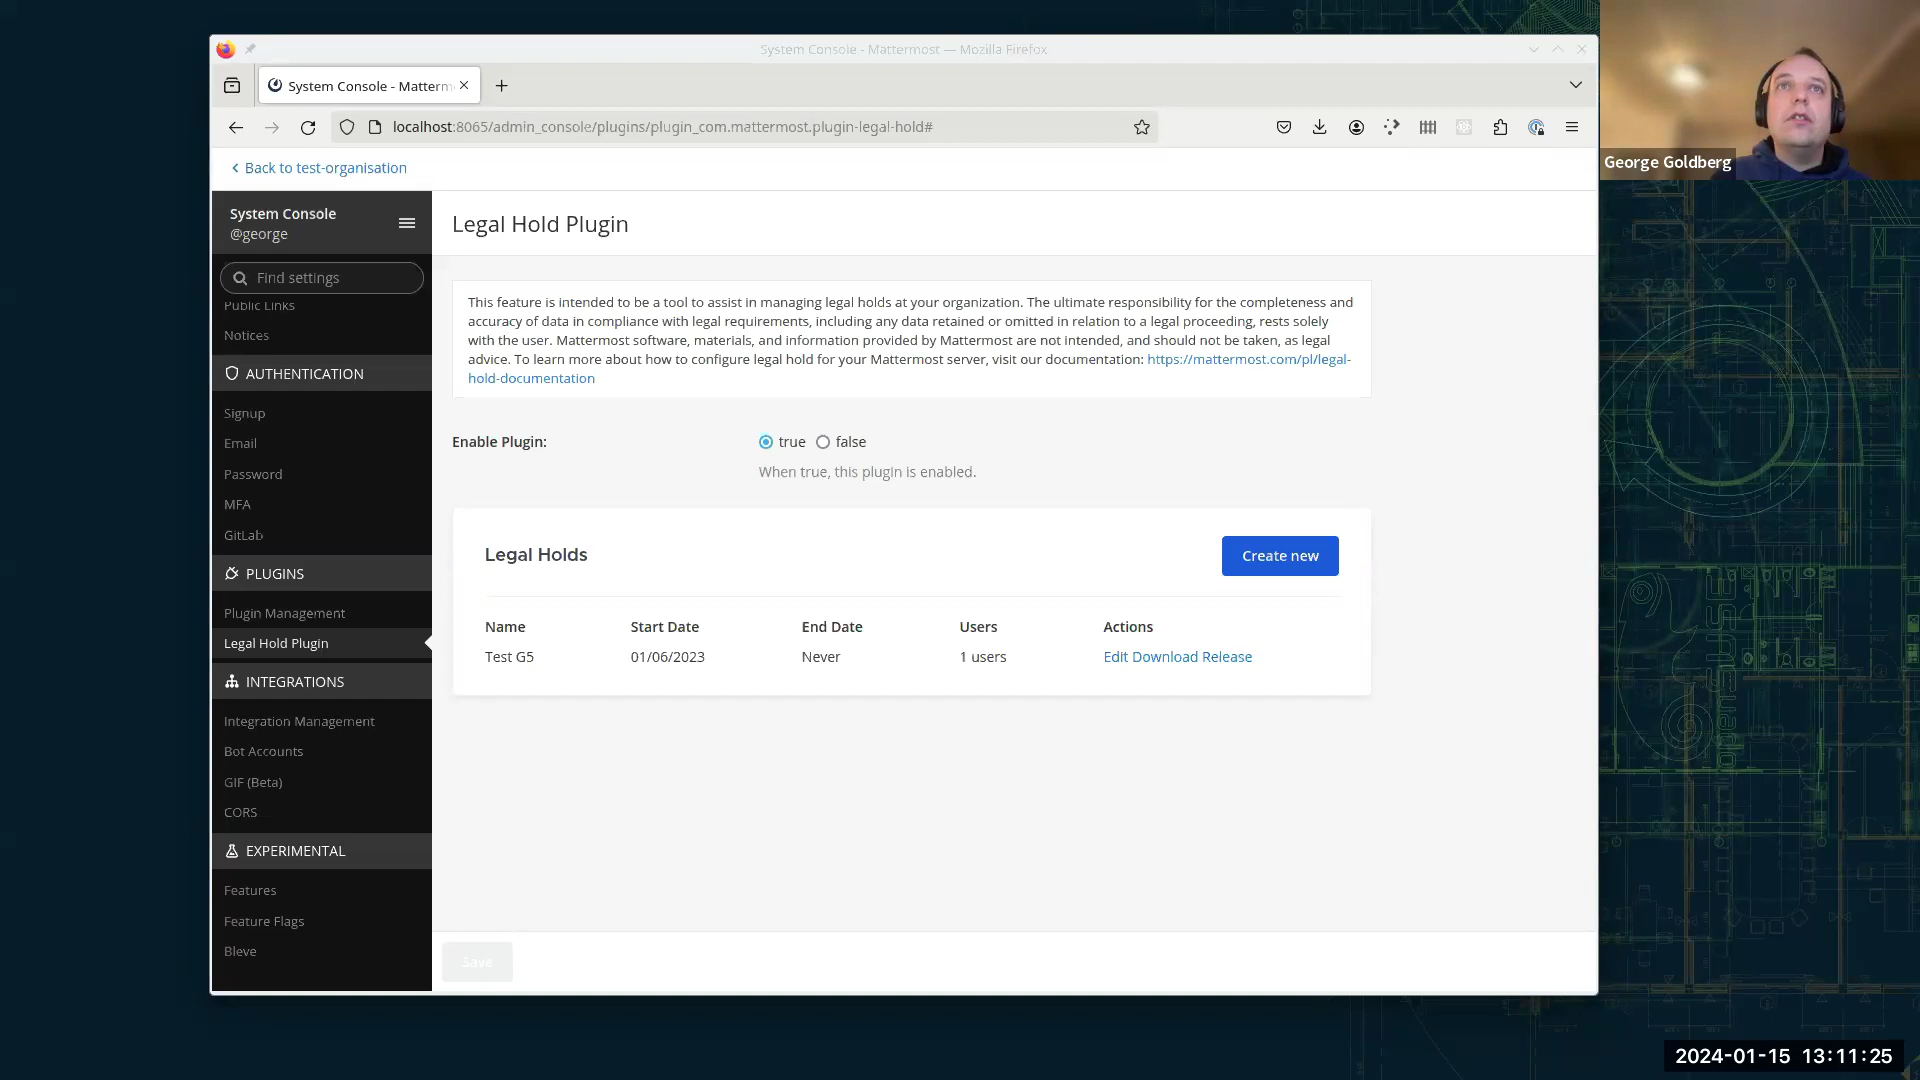 System Console - Mattermost — Mozilla Firefox
System Console - Matterm
localhost:8065/admin_console/plugins/plugin_com.mattermost.plugin-legal-hold#
Back to test-organisation
System Console
@george
Find settings
Public Links
Notices
AUTHENTICATION
Signup
Email
Password
MFA
GitLab
PLUGINS
Plugin Management
Legal Hold Plugin
INTEGRATIONS
Integration Management
Bot Accounts
GIF (Beta)
CORS
EXPERIMENTAL
Features
Feature Flags
Bleve
Legal Hold Plugin
This feature is intended to be a tool to assist in managing legal holds at your organization. The ultimate responsibility for the completeness and
accuracy of data in compliance with legal requirements, including any data retained or omitted in relation to a legal proceeding, rests solely
with the user. Mattermost software, materials, and information provided by Mattermost are not intended, and should not be taken, as legal
advice. To learn more about how to configure legal hold for your Mattermost server, visit our documentation: https://mattermost.com/pl/legal-
hold-documentation
Enable Plugin: true false
When true, this plugin is enabled.
Legal Holds Create new
Name Start Date End Date Users Actions
Test G5 01/06/2023 Never 1 users Edit Download Release
Save
George Goldberg
openSUSE
2024-01-15 13:11:25